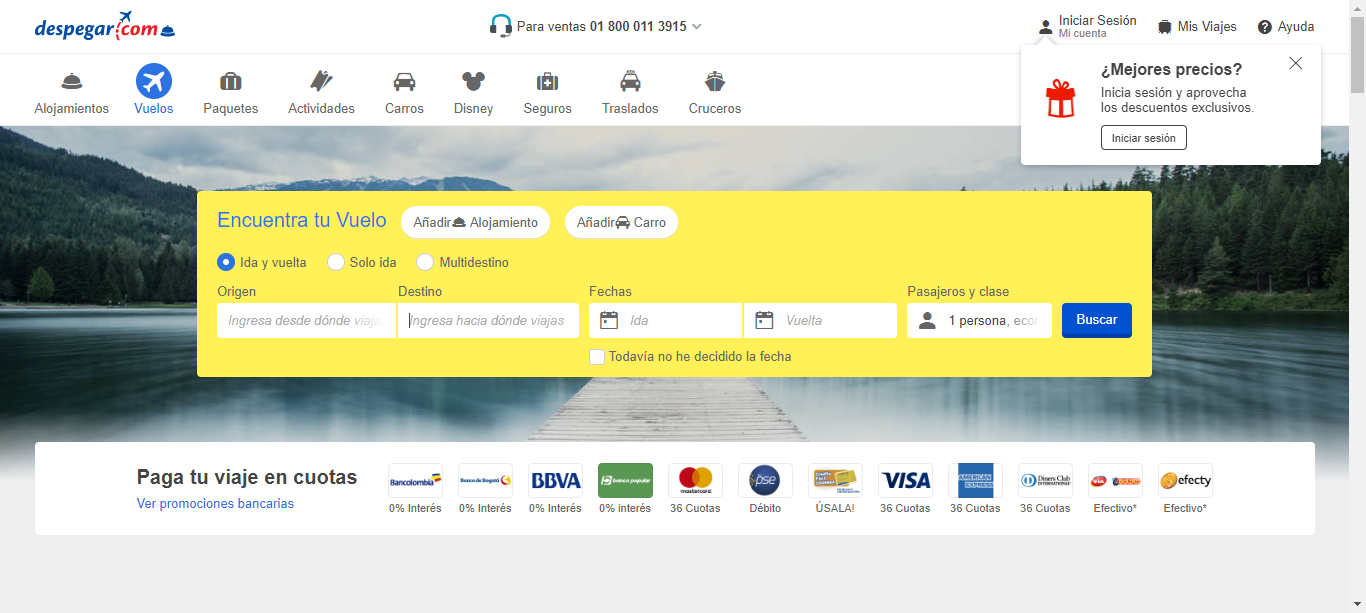 despegar.com
Para ventas 01 800 011 3915
Iniciar Sesión
Mi cuenta
Mis Viajes
Ayuda
Alojamientos
Vuelos
Paquetes
Actividades
Carros
Disney
Seguros
Traslados
Cruceros
¿Mejores precios?
Inicia sesión y aprovecha
los descuentos exclusivos.
Iniciar sesión
Encuentra tu Vuelo
Añadir Alojamiento
Añadir Carro
Ida y vuelta
Solo ida
Multidestino
Origen
Destino
Fechas
Pasajeros y clase
Ingresa desde dónde viaja
Ingresa hacia dónde viajas
Ida
Vuelta
1 persona, econ
Buscar
Todavía no he decidido la fecha
Paga tu viaje en cuotas
Ver promociones bancarias
Bancolombia
Banco de Bogotá
BBVA
banco popular
mastercard.
pse
VISA
AMERICAN EXPRESS
Diners Club
INTERNATIONAL
via
BALOTO
efecty
0% Interés
0% Interés
0% Interés
0% interés
36 Cuotas
Débito
ÚSALA!
36 Cuotas
36 Cuotas
36 Cuotas
Efectivo*
Efectivo*